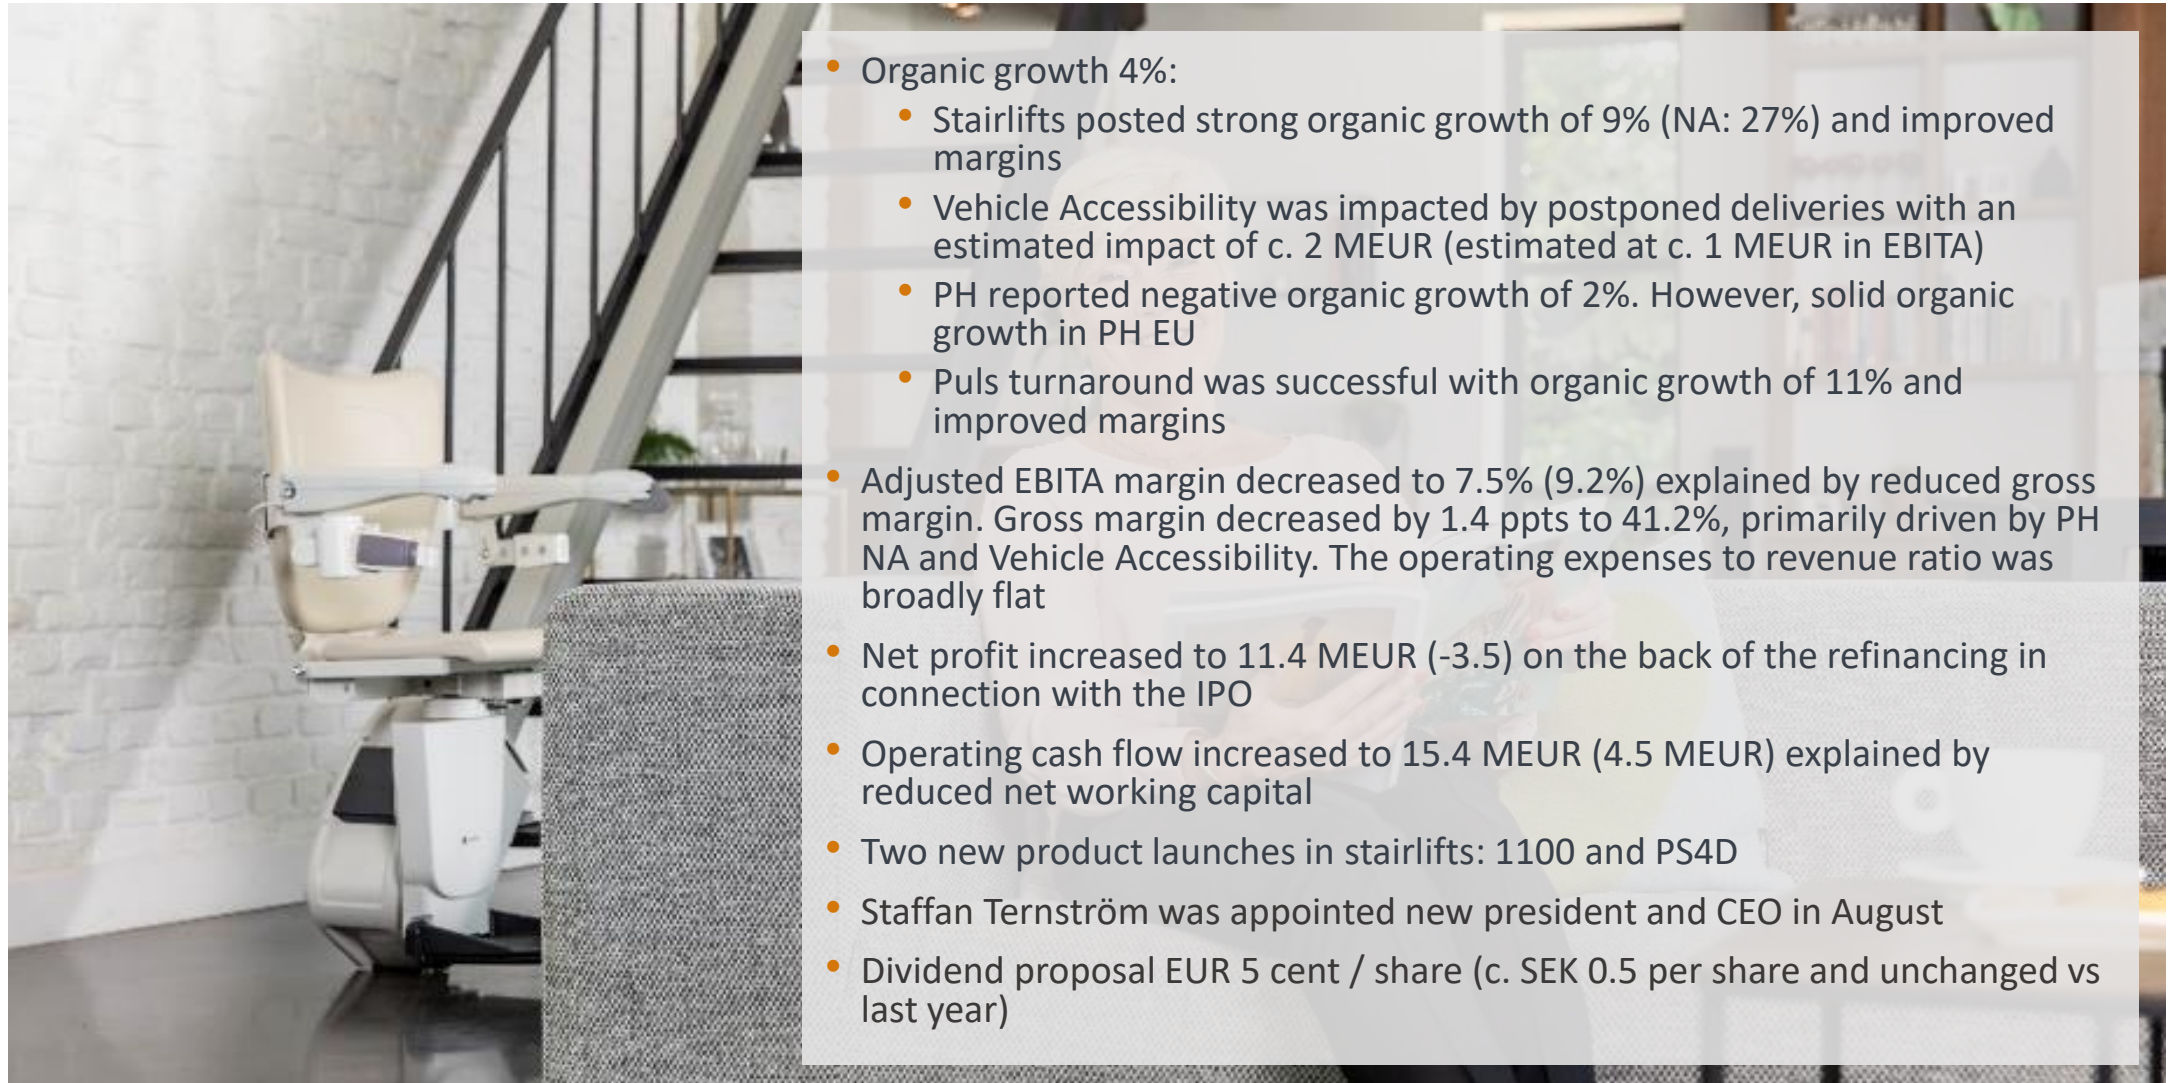 • Organic growth 4%:
• Stairlifts posted strong organic growth of 9% (NA: 27%) and improved
margins
• Vehicle Accessibility was impacted by postponed deliveries with an
estimated impact of c. 2 MEUR (estimated at c. 1 MEUR in EBITA)
• PH reported negative organic growth of 2%. However, solid organic
growth in PH EU
• Puls turnaround was successful with organic growth of 11% and
improved margins
• Adjusted EBITA margin decreased to 7.5% (9.2%) explained by reduced gross
margin. Gross margin decreased by 1.4 ppts to 41.2%, primarily driven by PH
NA and Vehicle Accessibility. The operating expenses to revenue ratio was
broadly flat
• Net profit increased to 11.4 MEUR (-3.5) on the back of the refinancing in
connection with the IPO
• Operating cash flow increased to 15.4 MEUR (4.5 MEUR) explained by
reduced net working capital
• Two new product launches in stairlifts: 1100 and PS4D
• Staffan Ternström was appointed new president and CEO in August
• Dividend proposal EUR 5 cent / share (c. SEK 0.5 per share and unchanged vs
last year)